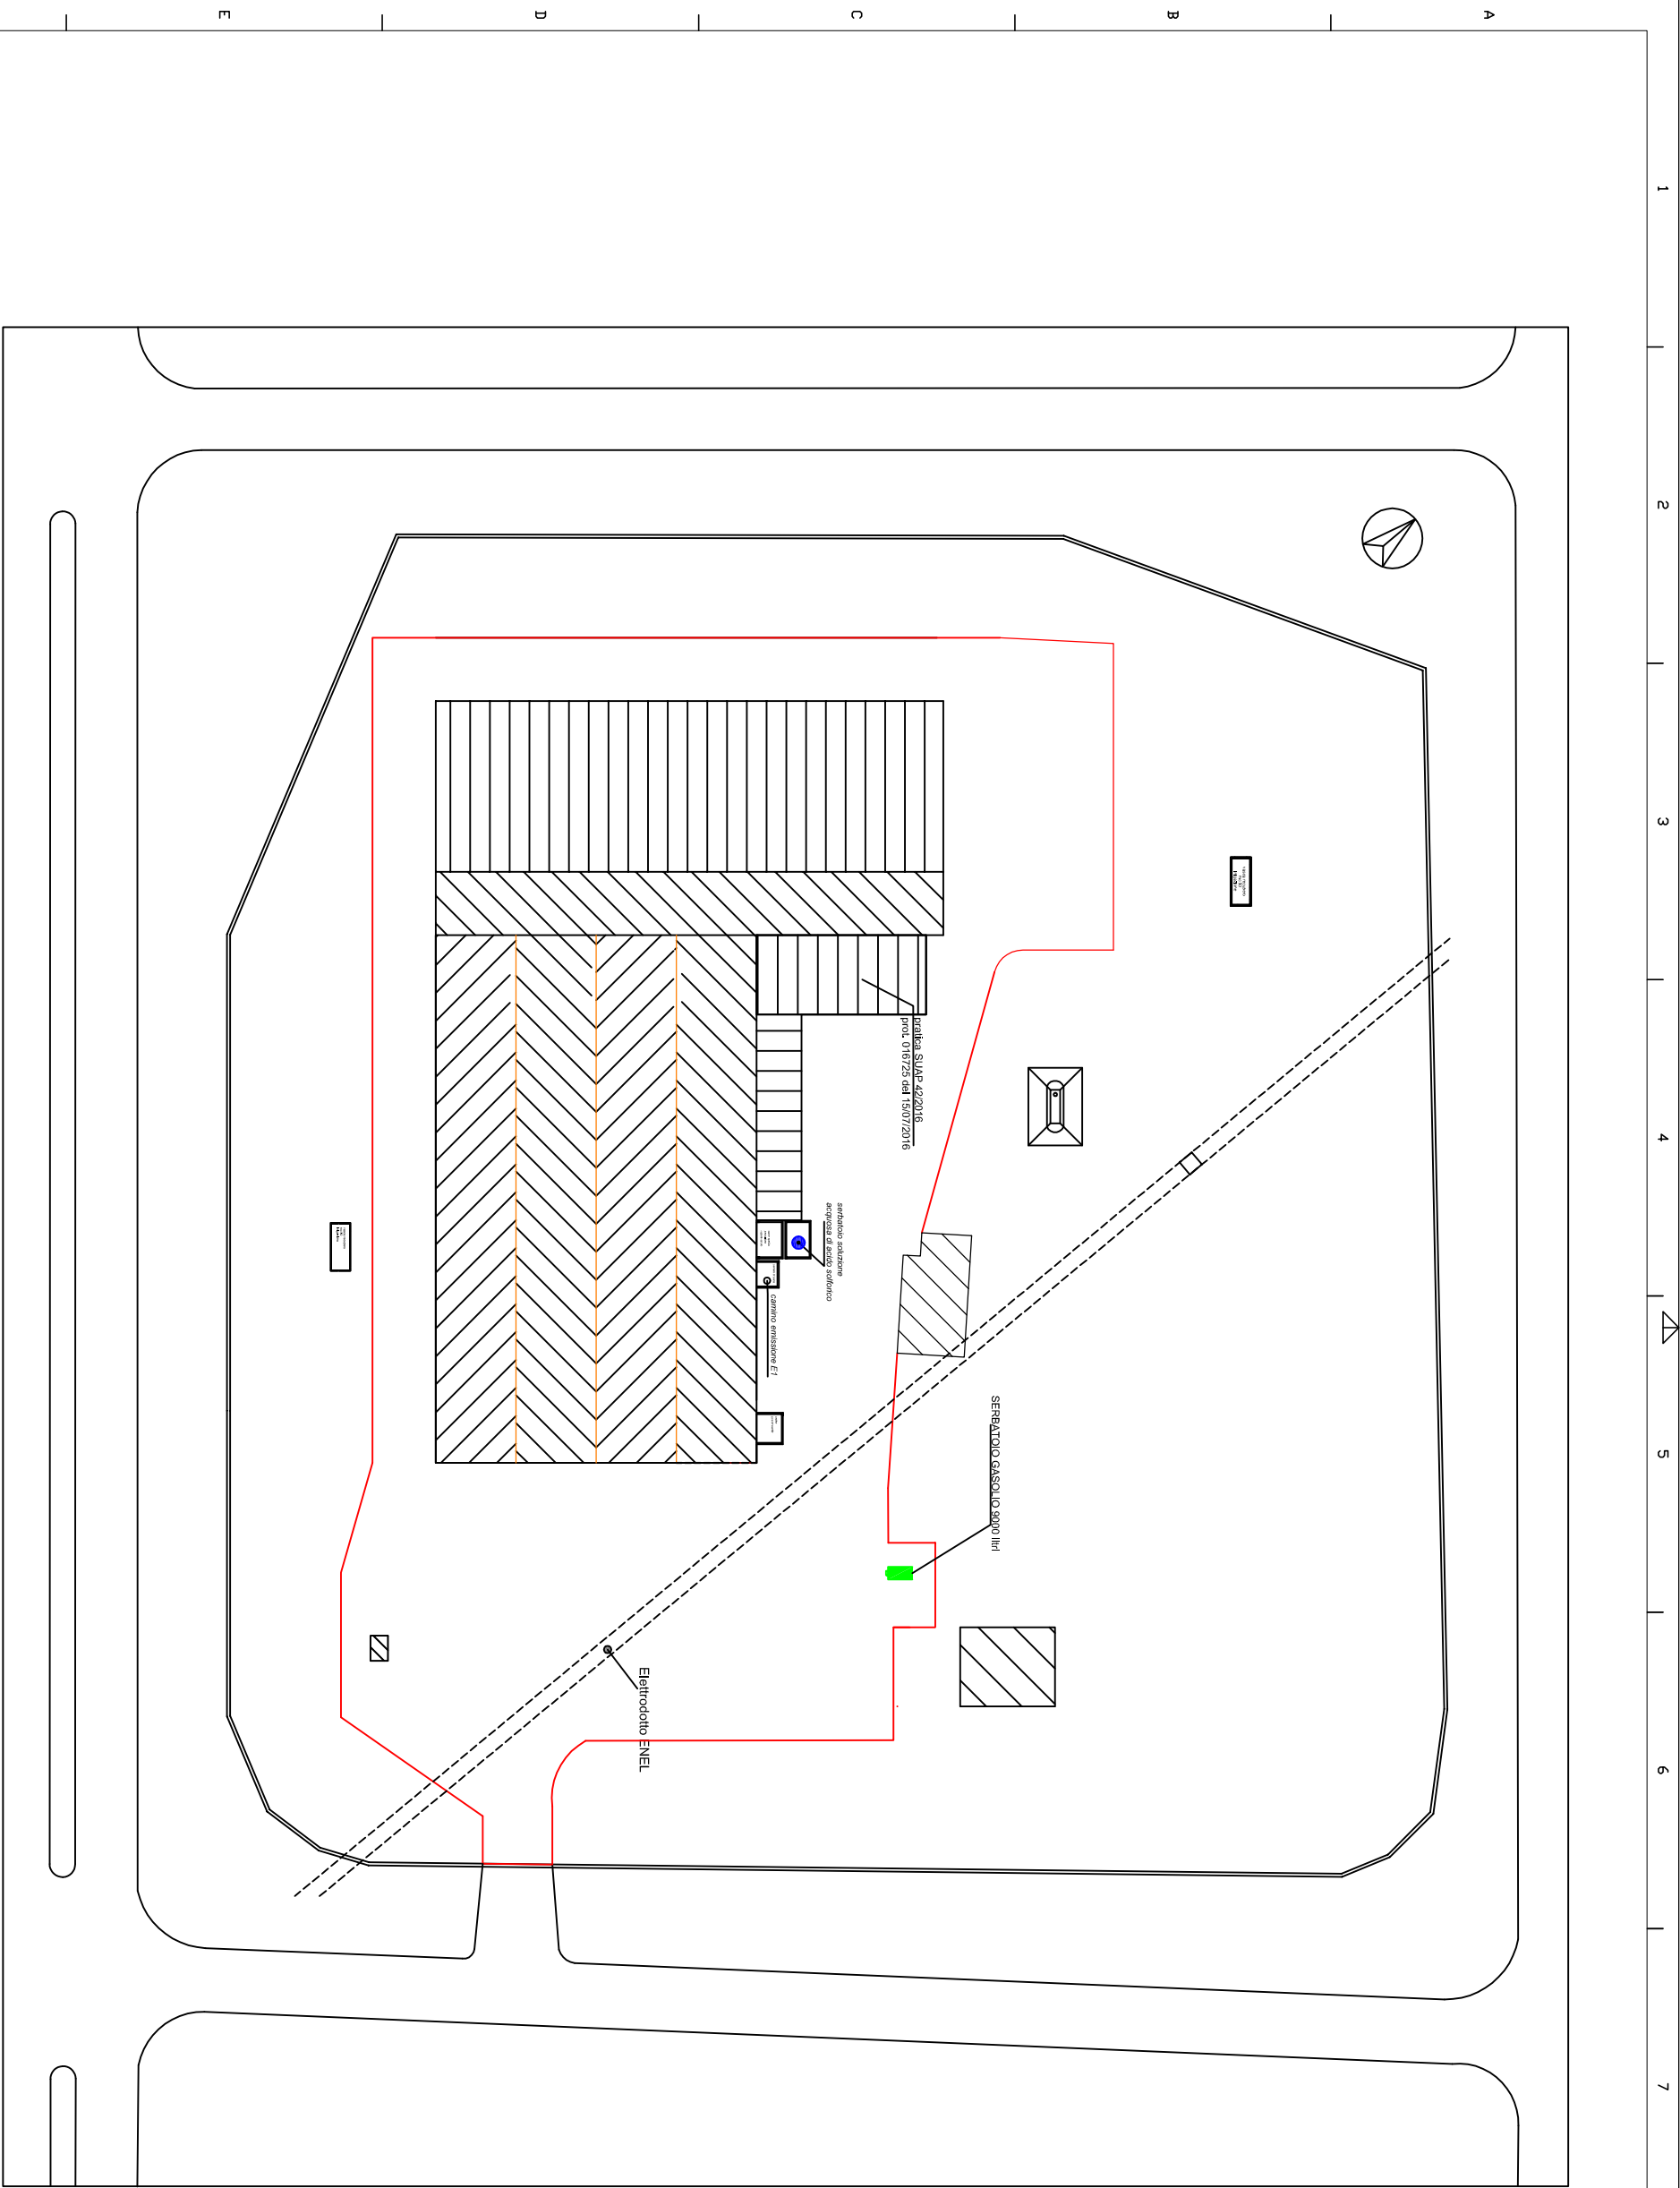 1
2
3
4
5
6
7
A
B
C
D
E
pratica SUAP 42/2016
prot. 016725 del 15/07/2016
serbatoio soluzione
acquosa di acido solforico
camino emissione E1
SERBATOIO GASOLIO 9000 litri
Elettrodotto ENEL